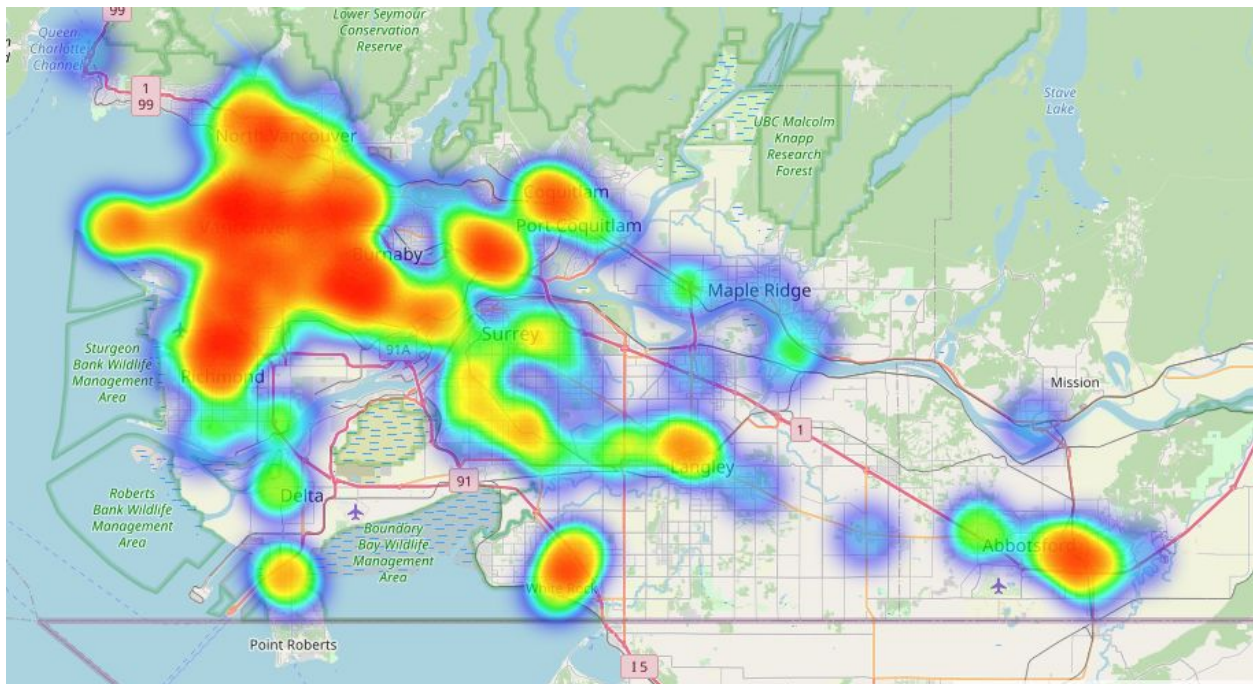 99
Queen
Charlotte
Channel
Lower Seymour
Conservation
Reserve
1
99
North Vancouver
UBC Malcolm
Knapp
Research
Forest
Stave
Lake
Coquitlam
Port Coquitlam
Vancouver
Burnaby
Maple Ridge
Surrey
91A
Sturgeon
Bank Wildlife
Management
Area
Richmond
Mission
1
Langley
91
Delta
Roberts
Bank Wildlife
Management
Area
Boundary
Bay Wildlife
Management
Area
Abbotsford
White Rock
Point Roberts
I 5